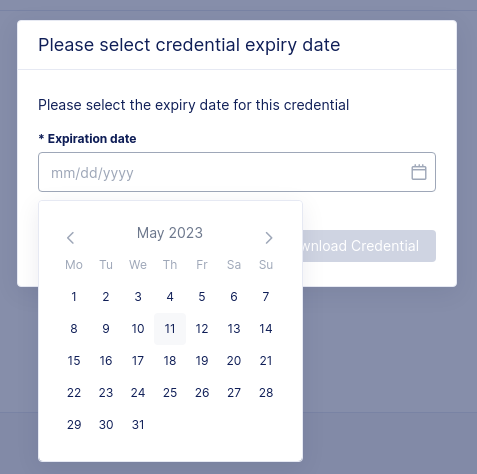 Please select credential expiry date
Please select the expiry date for this credential
* Expiration date
mm/dd/yyyy
May 2023
Credential
Mo Tu We Th Fr Sa Su
1 2 3 4 5 6 7
8 9 10 11 12 13 14
15 16 17 18 19 20 21
22 23 24 25 26 27 28
29 30 31